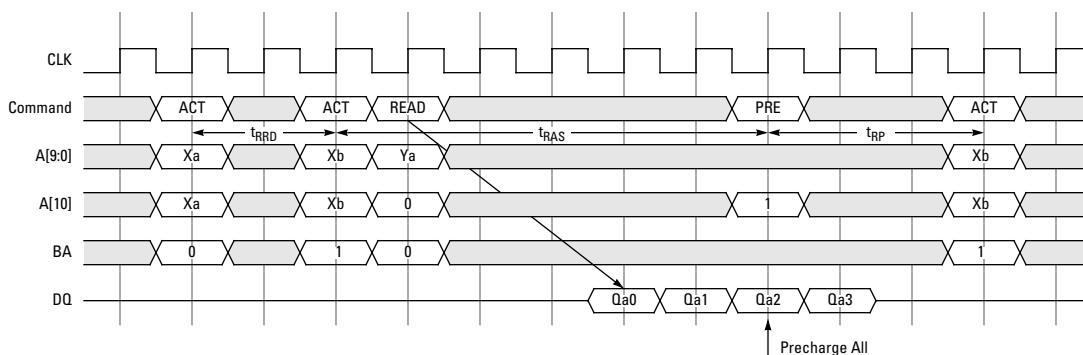 CLK
Command ACT ACT READ PRE ACT
tRRD tRAS tRP
A[9:0] Xa Xb Ya Xb
A[10] Xa Xb 0 1 Xb
BA 0 1 0 1
DQ Qa0 Qa1 Qa2 Qa3
Precharge All